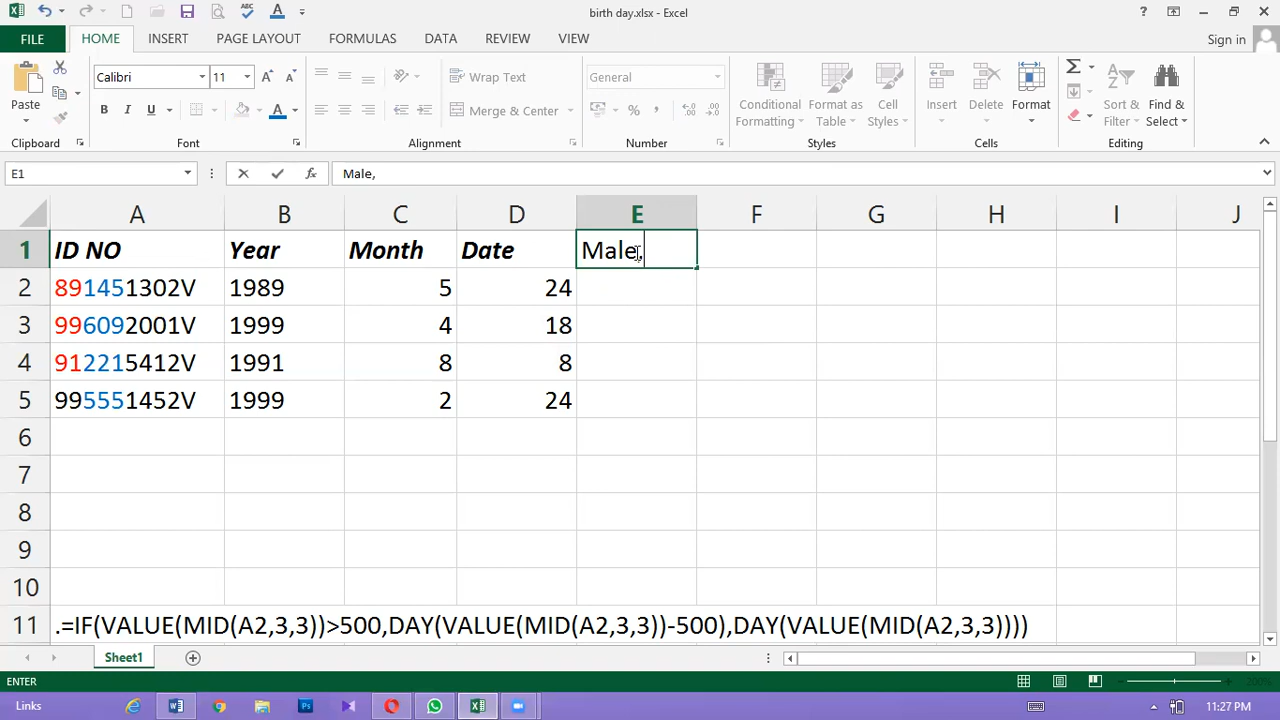 birth day.xlsx - Excel
FILE HOME INSERT PAGE LAYOUT FORMULAS DATA REVIEW VIEW Sign in
Calibri 11 Wrap Text General
Paste B I U A Merge & Center % , Conditional Format as Cell Insert Delete Format Sort & Find &
Formatting Table Styles Filter Select
Clipboard Font Alignment Number Styles Cells Editing
E1 fx Male,
A B C D E F G H I J
1 ID NO Year Month Date Male,
2 891451302V 1989 5 24
3 996092001V 1999 4 18
4 912215412V 1991 8 8
5 995551452V 1999 2 24
6
7
8
9
10
11 .=IF(VALUE(MID(A2,3,3))>500,DAY(VALUE(MID(A2,3,3))-500),DAY(VALUE(MID(A2,3,3))))
Sheet1
ENTER 200%
Links 11:27 PM